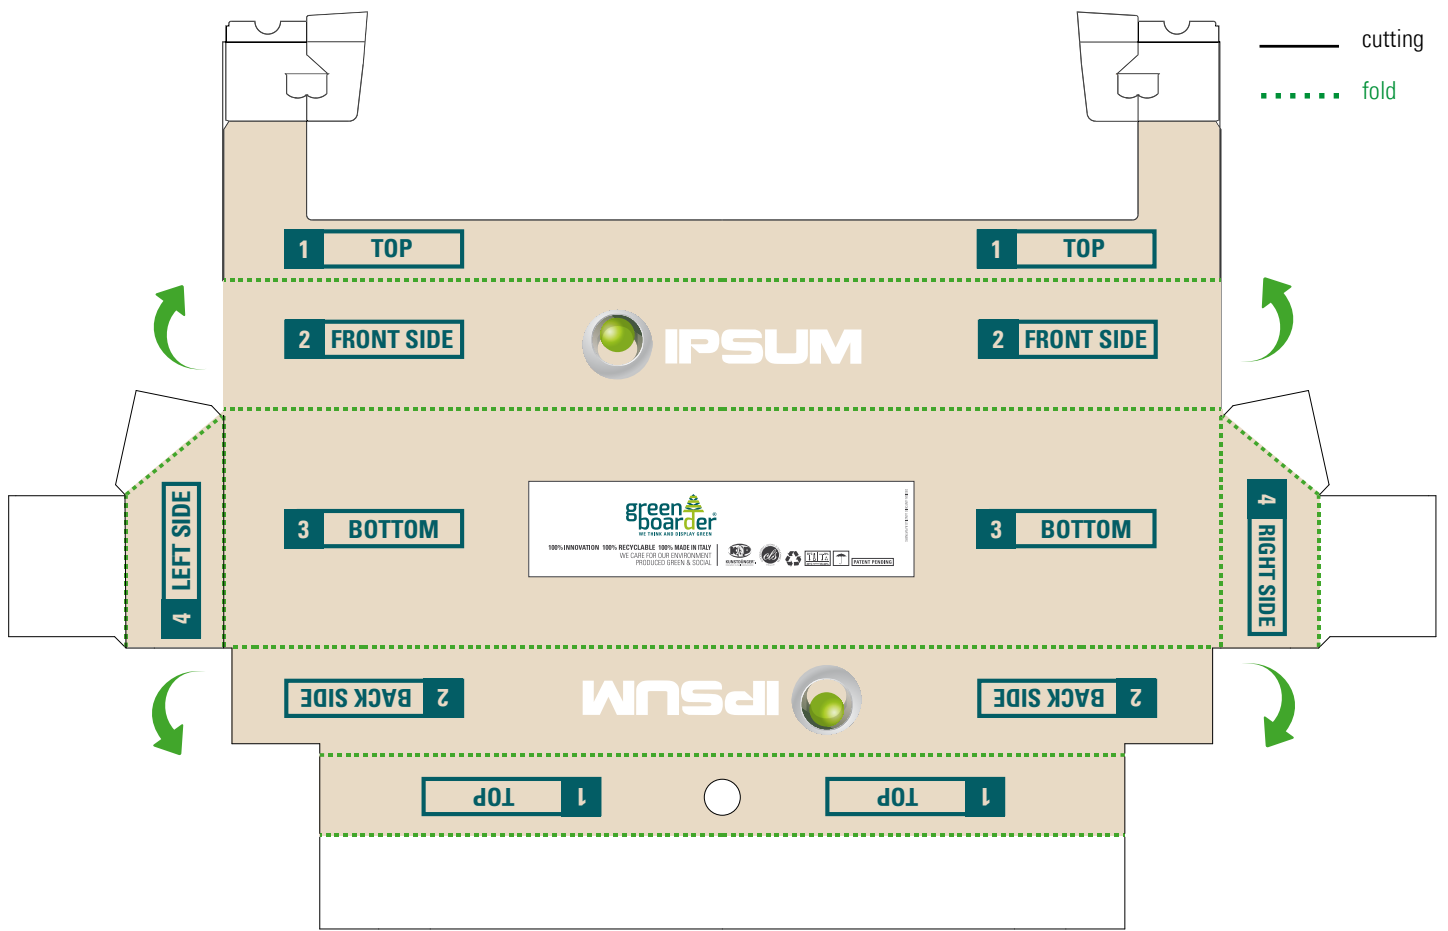 cutting
fold
1 TOP
1 TOP
2 FRONT SIDE
IPSUM
2 FRONT SIDE
4 LEFT SIDE
3 BOTTOM
green
boarder®
WE THINK AND DISPLAY GREEN
100% INNOVATION 100% RECYCLABLE 100% MADE IN ITALY
WE CARE FOR OUR ENVIRONMENT
PRODUCED GREEN & SOCIAL
KUNSTDÜNGER
PATENT PENDING
3 BOTTOM
4 RIGHT SIDE
2 BACK SIDE
IPSUM
2 BACK SIDE
1 TOP
1 TOP